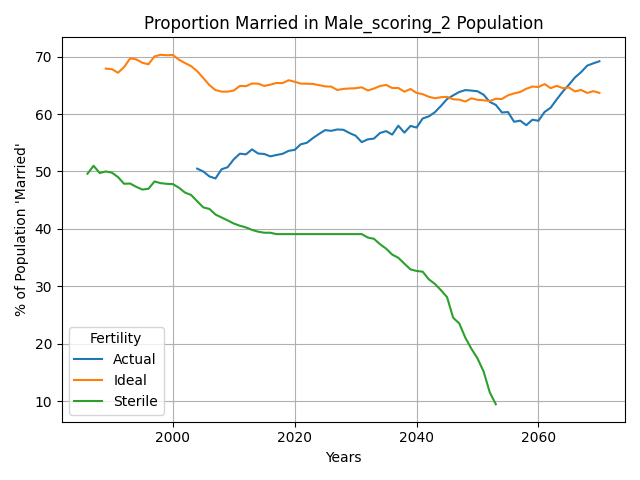 Proportion Married in Male_scoring_2 Population
% of Population 'Married'
70
60
50
40
30
20
10
Fertility
Actual
Ideal
Sterile
2000 2020 2040 2060
Years